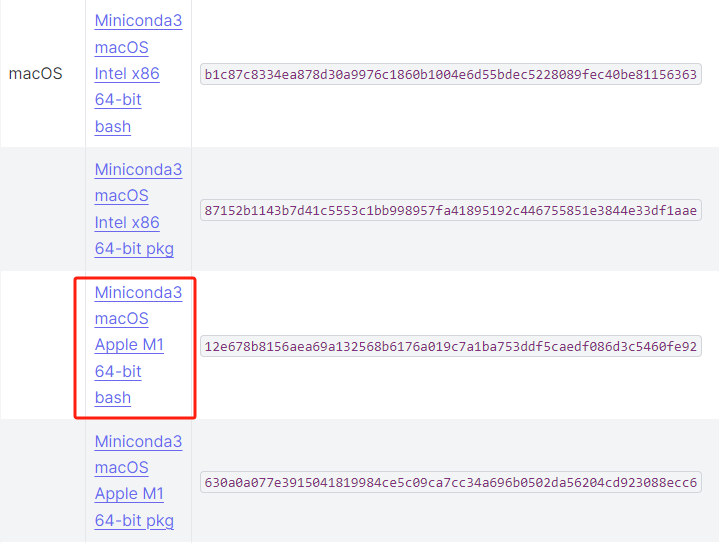 Miniconda3
macOS
macOS
Intel x86
64-bit
bash
b1c87c8334ea878d30a9976c1860b1004e6d55bdec5228089fec40be81156363
Miniconda3
macOS
Intel x86
64-bit pkg
87152b1143b7d41c5553c1bb998957fa41895192c446755851e3844e33df1aae
Miniconda3
macOS
Apple M1
64-bit
bash
12e678b8156aea69a132568b6176a019c7a1ba753ddf5caedf086d3c5460fe92
Miniconda3
macOS
Apple M1
64-bit pkg
630a0a077e3915041819984ce5c09ca7cc34a696b0502da56204cd923088ecc6